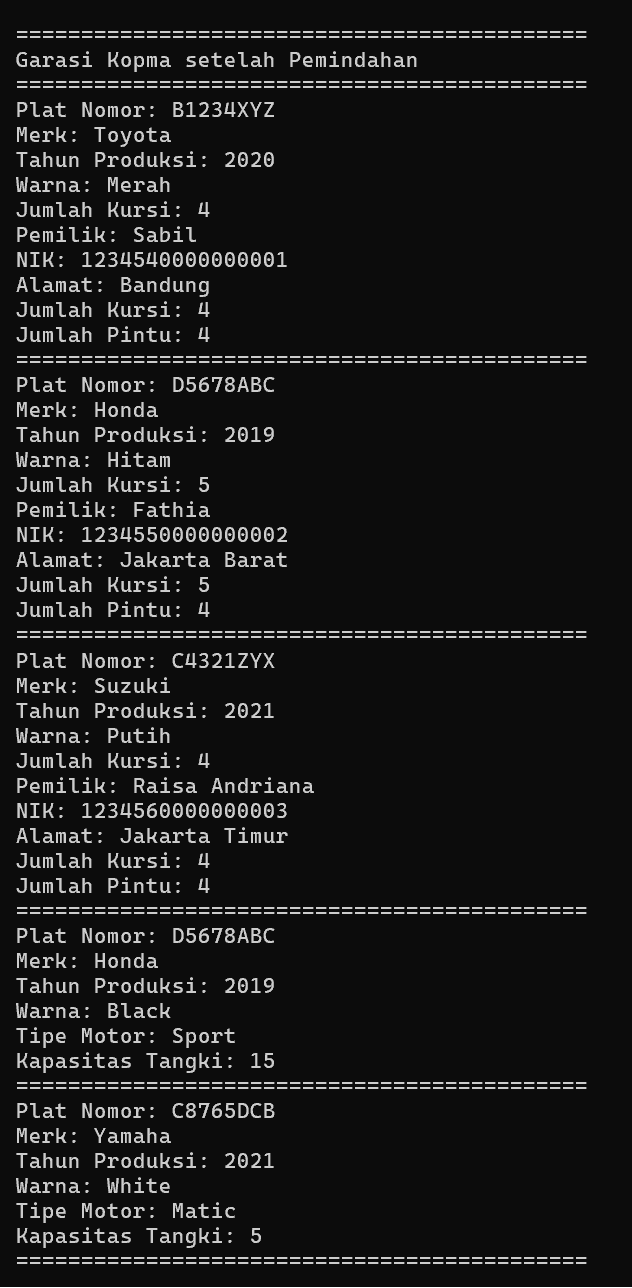 ============================================
Garasi Kopma setelah Pemindahan
============================================
Plat Nomor: B1234XYZ
Merk: Toyota
Tahun Produksi: 2020
Warna: Merah
Jumlah Kursi: 4
Pemilik: Sabil
NIK: 1234540000000001
Alamat: Bandung
Jumlah Kursi: 4
Jumlah Pintu: 4
============================================
Plat Nomor: D5678ABC
Merk: Honda
Tahun Produksi: 2019
Warna: Hitam
Jumlah Kursi: 5
Pemilik: Fathia
NIK: 1234550000000002
Alamat: Jakarta Barat
Jumlah Kursi: 5
Jumlah Pintu: 4
============================================
Plat Nomor: C4321ZYX
Merk: Suzuki
Tahun Produksi: 2021
Warna: Putih
Jumlah Kursi: 4
Pemilik: Raisa Andriana
NIK: 1234560000000003
Alamat: Jakarta Timur
Jumlah Kursi: 4
Jumlah Pintu: 4
============================================
Plat Nomor: D5678ABC
Merk: Honda
Tahun Produksi: 2019
Warna: Black
Tipe Motor: Sport
Kapasitas Tangki: 15
============================================
Plat Nomor: C8765DCB
Merk: Yamaha
Tahun Produksi: 2021
Warna: White
Tipe Motor: Matic
Kapasitas Tangki: 5
============================================